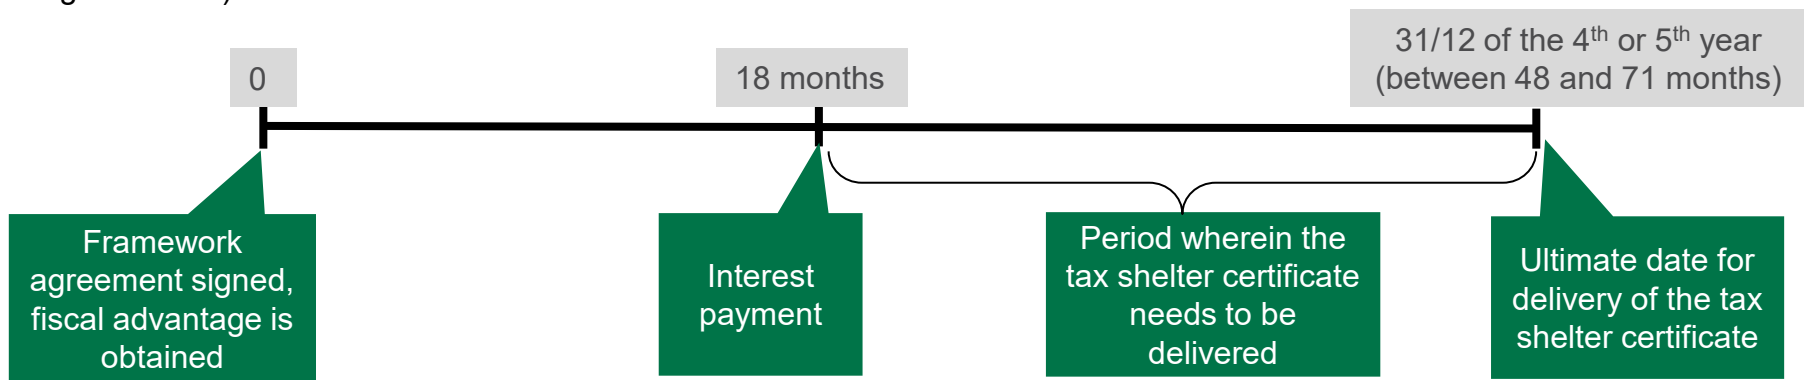 0
18 months
31/12 of the 4th or 5th year
(between 48 and 71 months)
Framework
agreement signed,
fiscal advantage is
obtained
Interest
payment
Period wherein the
tax shelter certificate
needs to be
delivered
Ultimate date for
delivery of the tax
shelter certificate